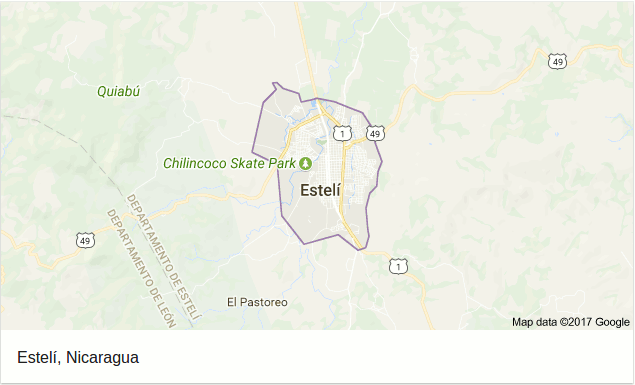 49
Quiabú
1
49
Chilincoco Skate Park
Estelí
DEPARTAMENTO DE ESTELÍ
DEPARTAMENTO DE LEÓN
49
1
El Pastoreo
Map data ©2017 Google
Estelí, Nicaragua